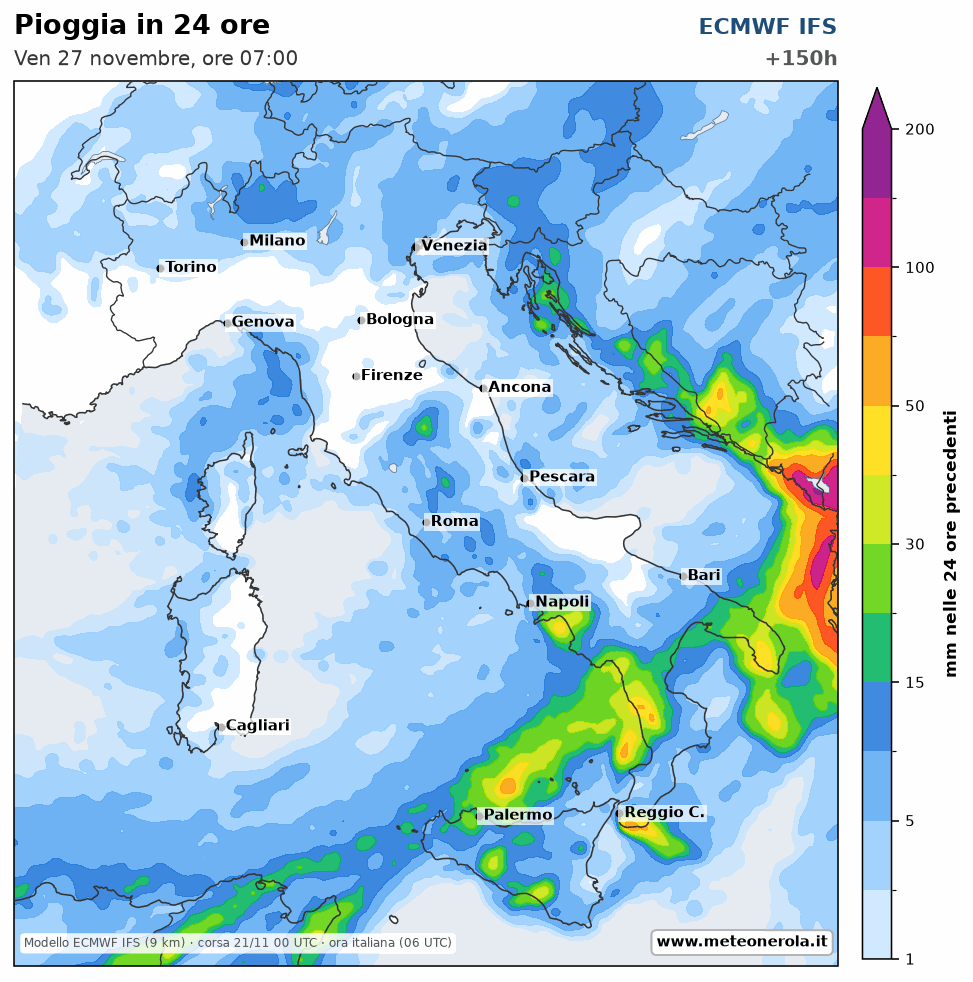 Pioggia in 24 ore
ECMWF IFS
Ven 27 novembre, ore 07:00
+150h
Milano
Venezia
Torino
Genova
Bologna
Firenze
Ancona
Pescara
Roma
Bari
Napoli
Cagliari
Palermo
Reggio C.
Modello ECMWF IFS (9 km) · corsa 21/11 00 UTC · ora italiana (06 UTC)
www.meteonerola.it
200
100
50
30
15
5
1
mm nelle 24 ore precedenti